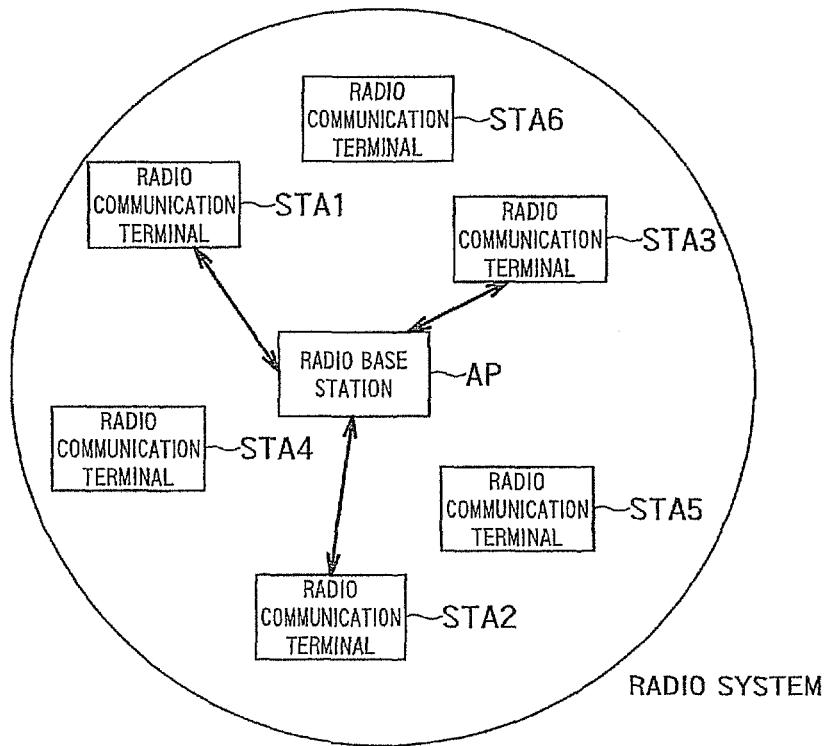 RADIO
COMMUNICATION
TERMINAL
STA6
RADIO
COMMUNICATION
TERMINAL
STA1
RADIO
COMMUNICATION
TERMINAL
STA3
RADIO BASE
STATION
AP
RADIO
COMMUNICATION
TERMINAL
STA4
RADIO
COMMUNICATION
TERMINAL
STA5
RADIO
COMMUNICATION
TERMINAL
STA2
RADIO SYSTEM